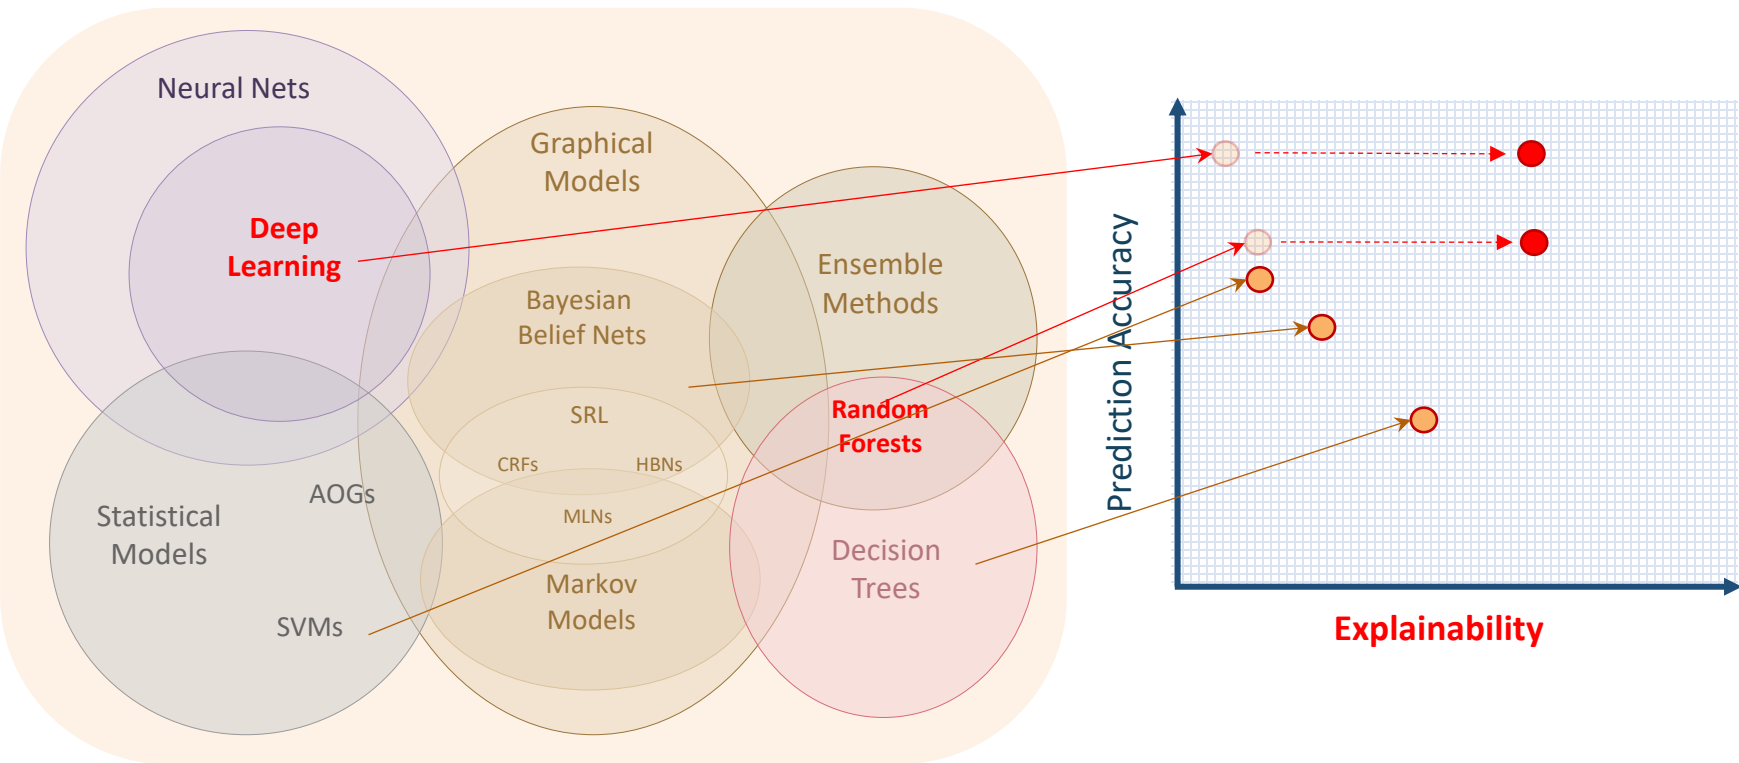 Neural Nets
Deep
Learning
Graphical
Models
Ensemble
Methods
Bayesian
Belief Nets
SRL
CRFs
HBNs
MLNs
Markov
Models
Random
Forests
Decision
Trees
AOGs
Statistical
Models
SVMs
Prediction Accuracy
Explainability